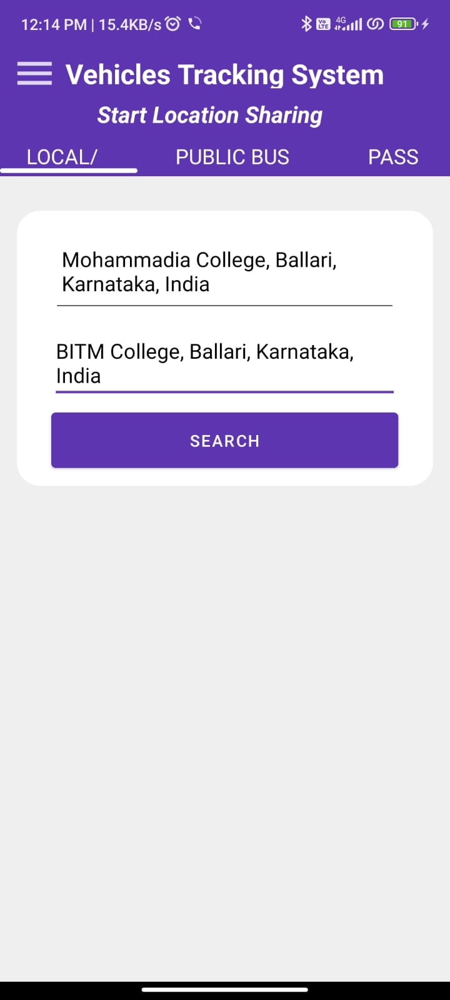 12:14 PM | 15.4KB/s
Vo
LTE
4G
91
Vehicles Tracking System
Start Location Sharing
LOCAL/
PUBLIC BUS
PASS
Mohammadia College, Ballari,
Karnataka, India
BITM College, Ballari, Karnataka,
India
SEARCH